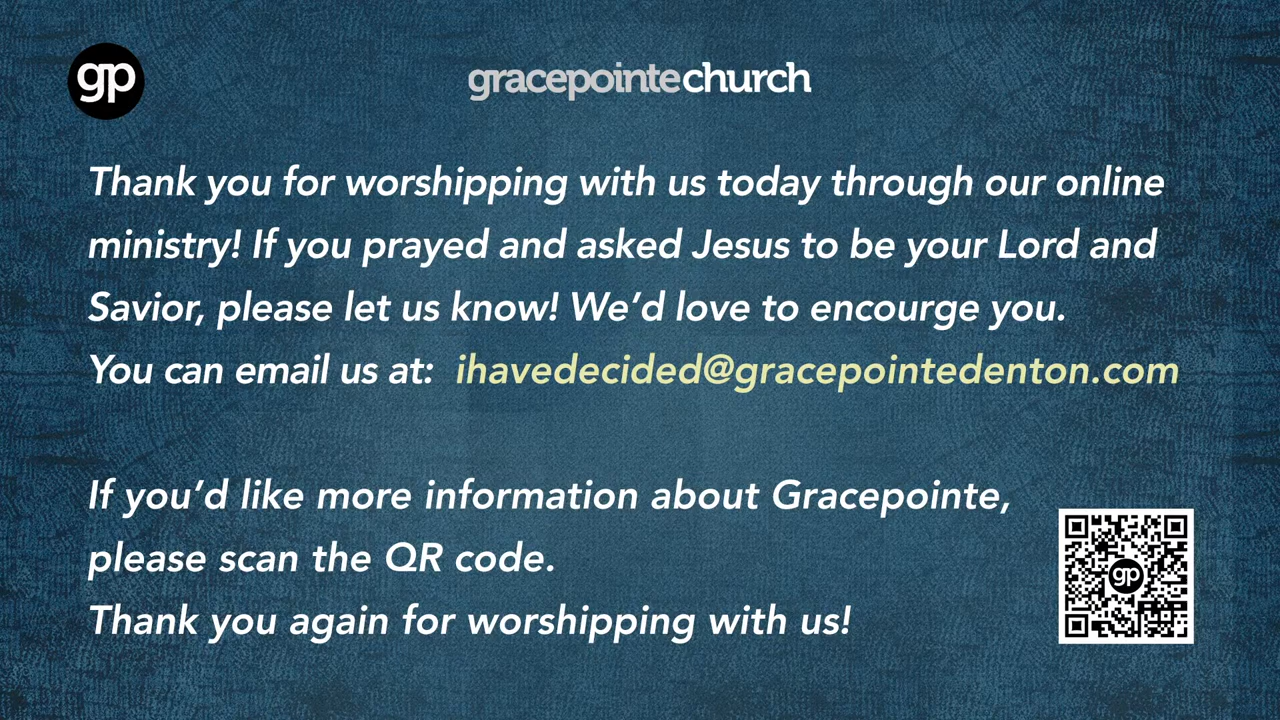 gp
gracepointechurch
Thank you for worshipping with us today through our online
ministry! If you prayed and asked Jesus to be your Lord and
Savior, please let us know! We’d love to encourge you.
You can email us at: ihavedecided@gracepointedenton.com
If you’d like more information about Gracepointe,
please scan the QR code.
Thank you again for worshipping with us!
gp